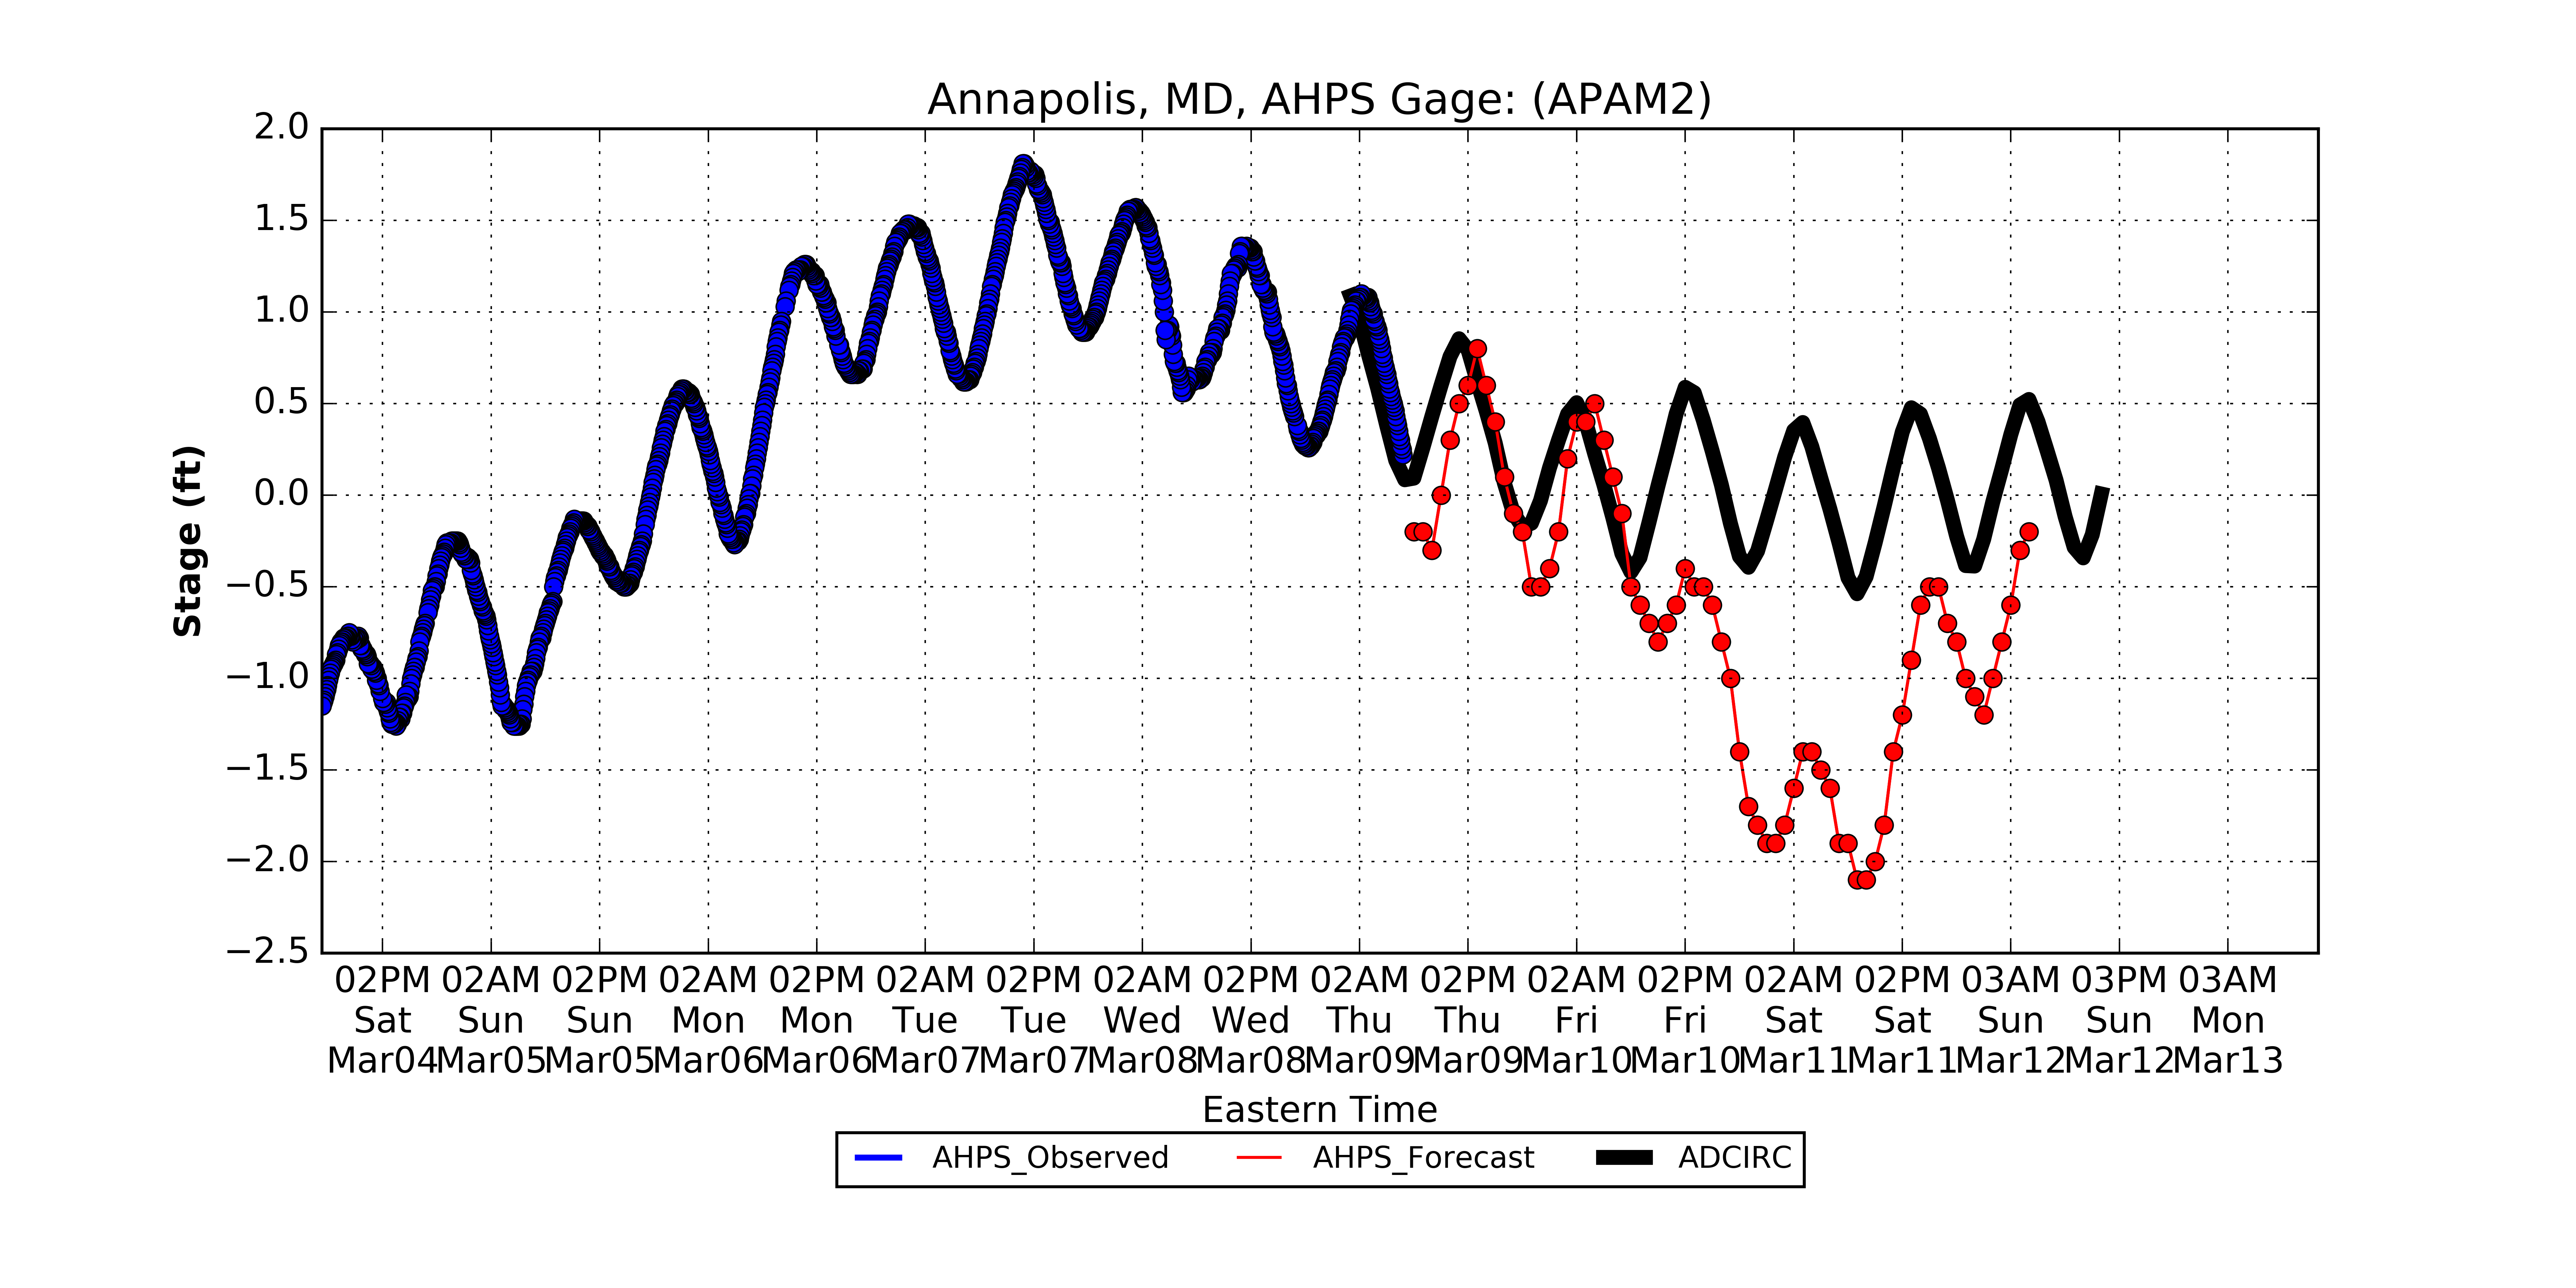 Annapolis, MD, AHPS Gage: (APAM2)
2.0
1.5
1.0
0.5
0.0
−0.5
−1.0
−1.5
−2.0
−2.5
Stage (ft)
02PM 02AM 02PM 02AM 02PM 02AM 02PM 02AM 02PM 02AM 02PM 02AM 02PM 02AM 02PM 03AM 03PM 03AM
Sat Sun Sun Mon Mon Tue Tue Wed Wed Thu Thu Fri Fri Sat Sat Sun Sun Mon
Mar04 Mar05 Mar05 Mar06 Mar06 Mar07 Mar07 Mar08 Mar08 Mar09 Mar09 Mar10 Mar10 Mar11 Mar11 Mar12 Mar12 Mar13
Eastern Time
AHPS_Observed AHPS_Forecast ADCIRC